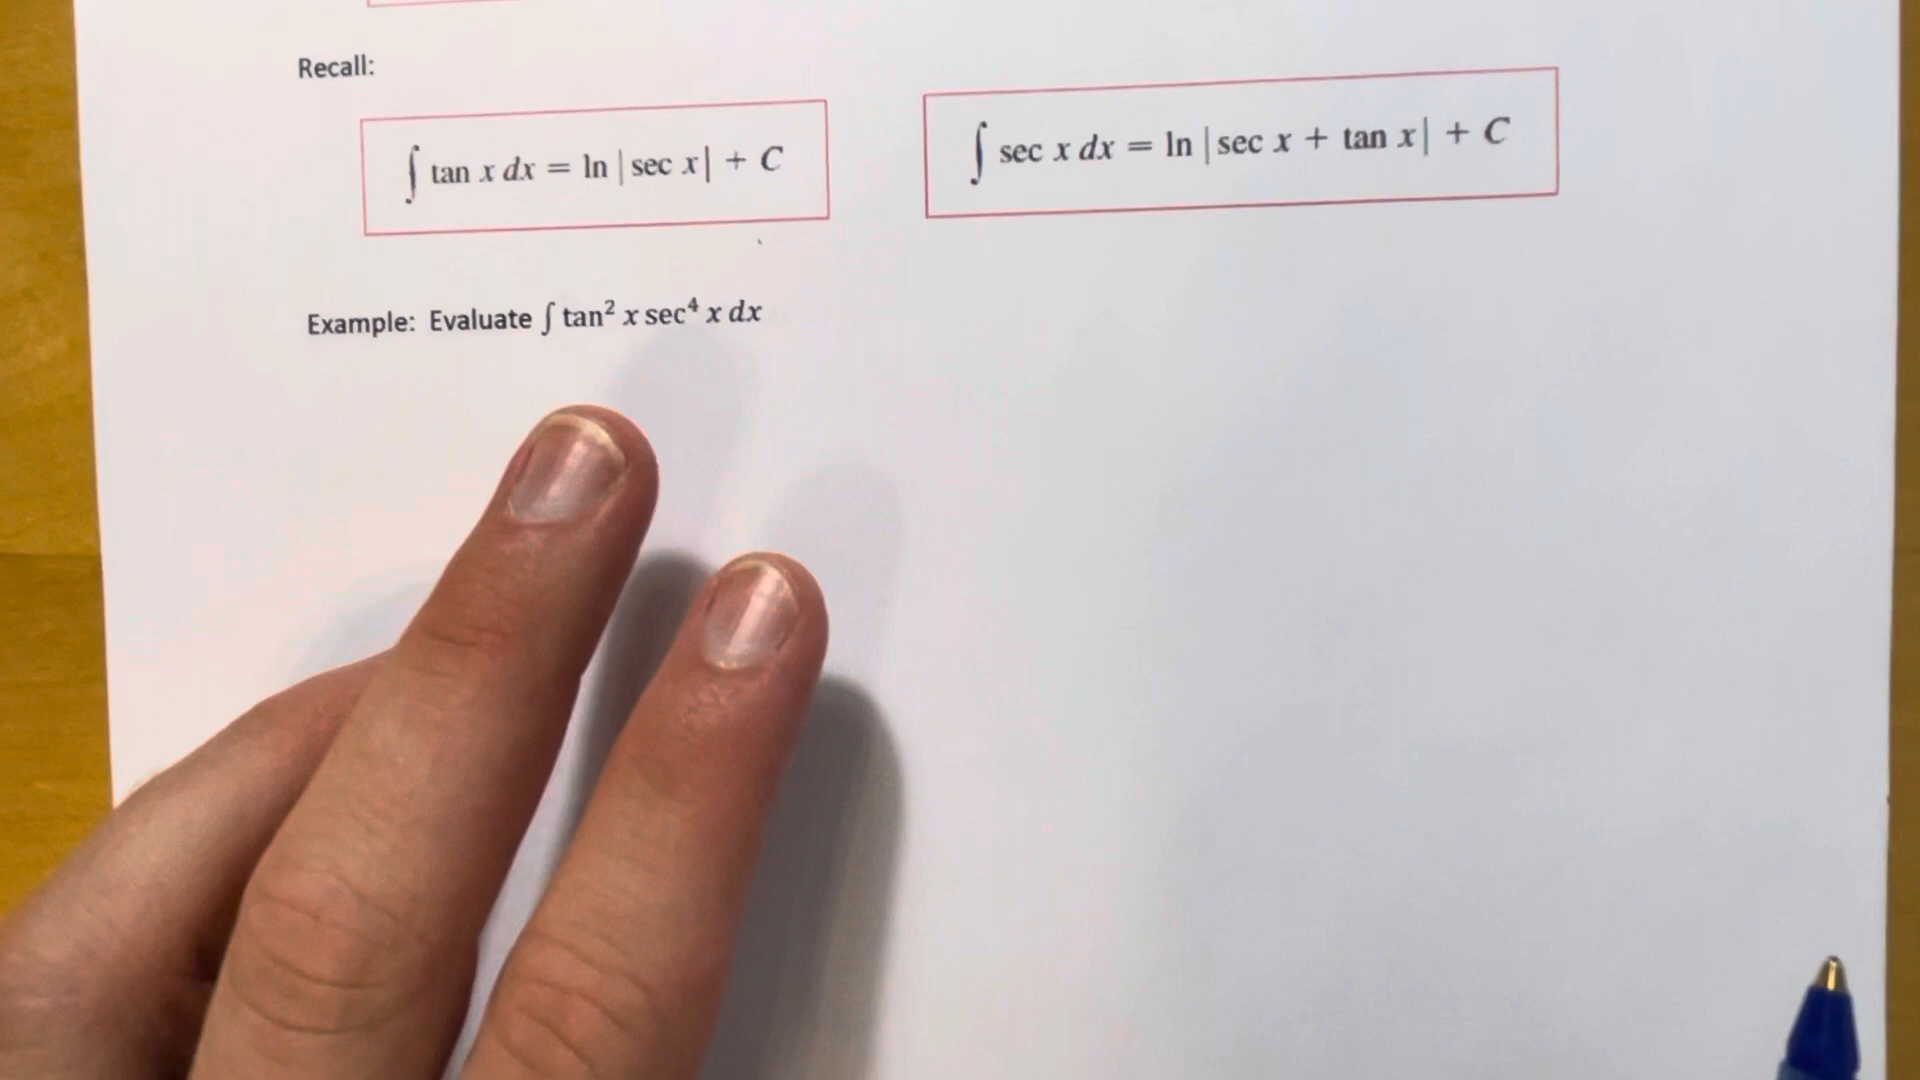 Recall:
∫ tan x dx = ln |sec x| + C
∫ sec x dx = ln |sec x + tan x| + C
Example: Evaluate ∫ tan² x sec⁴ x dx